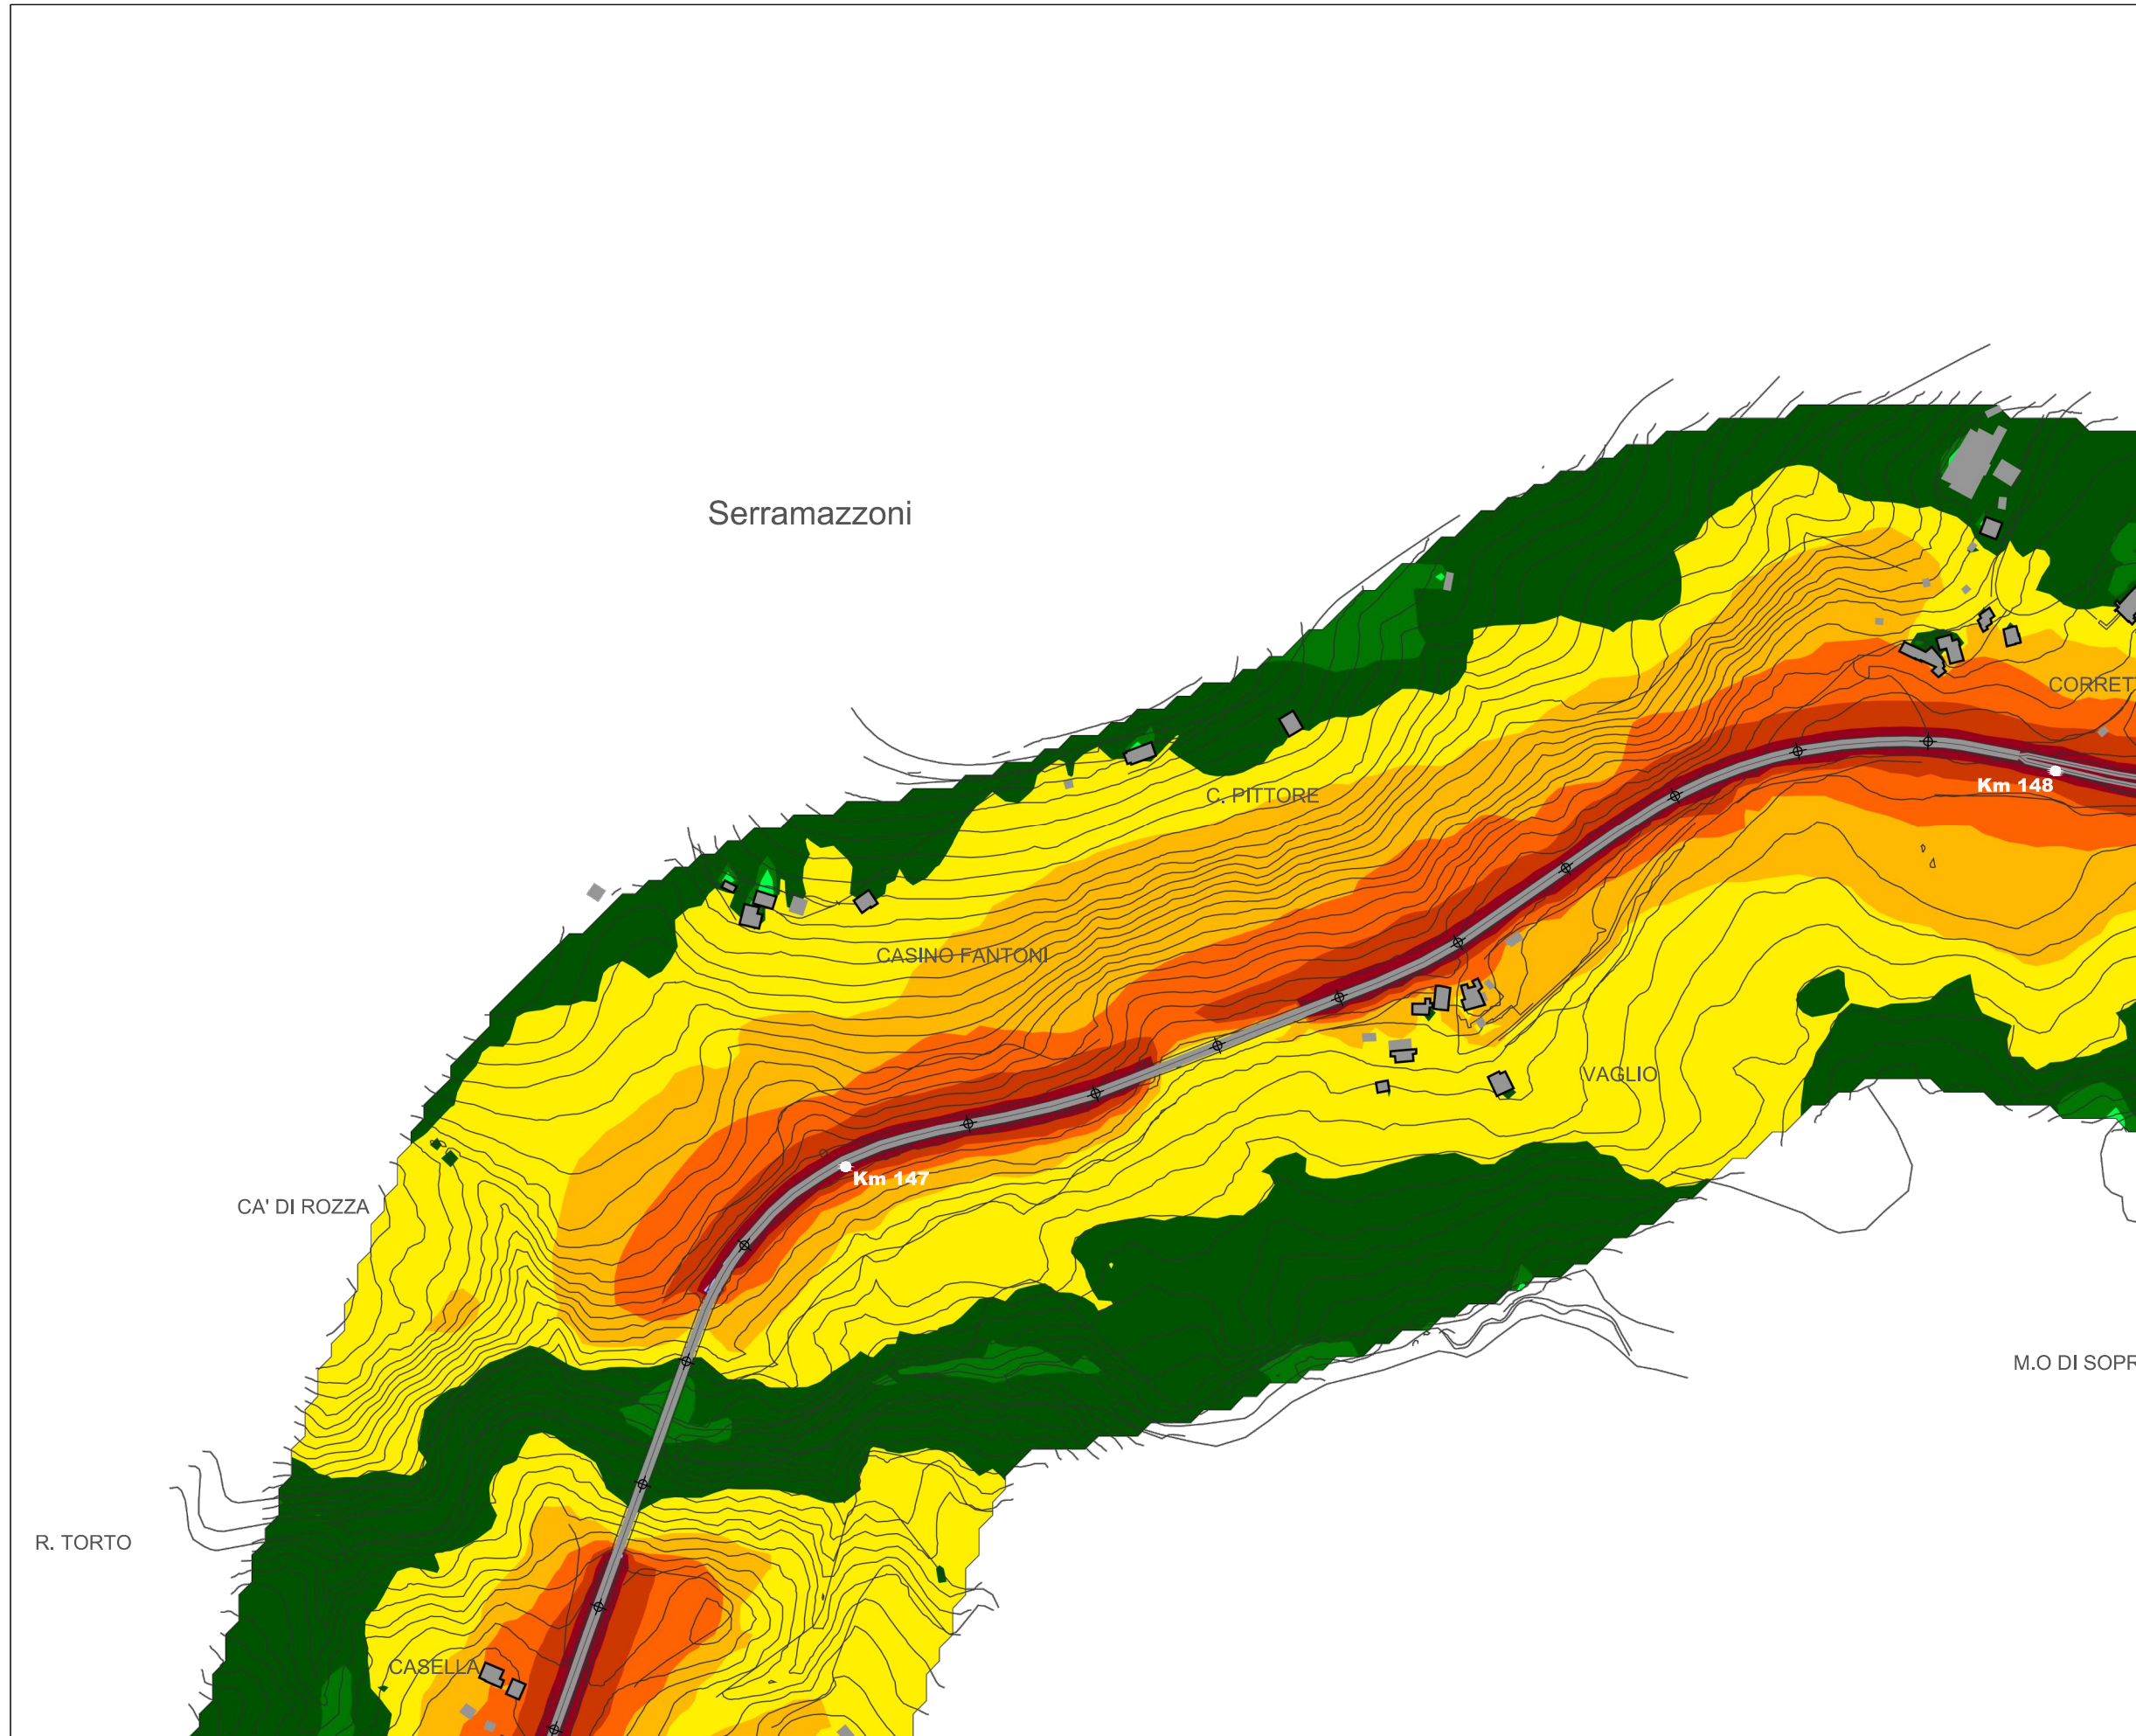 Serramazzoni
CORRET
Km 148
C. PITTORE
CASINO FANTONI
VAGLIO
Km 147
CA' DI ROZZA
M.O DI SOPR
R. TORTO
CASELLA